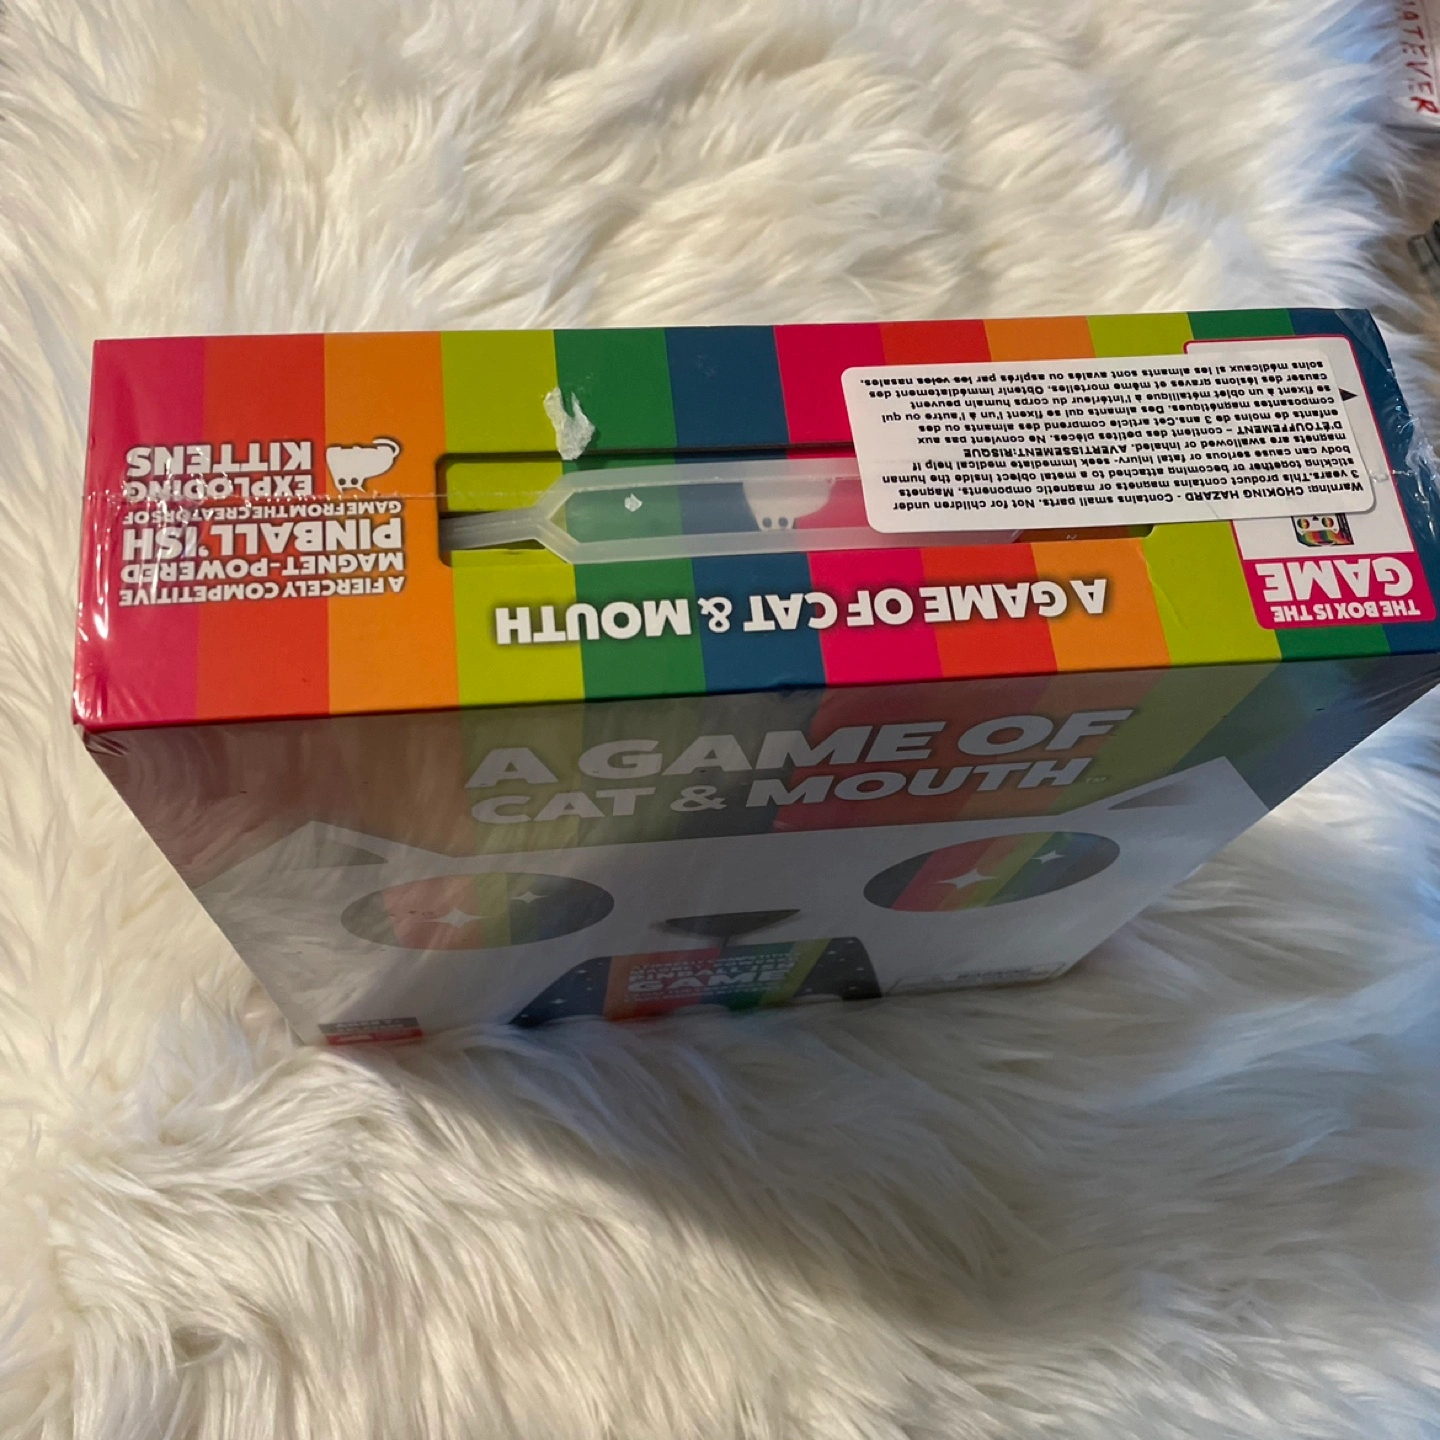 A FIERCELY COMPETITIVE
MAGNET-POWERED
PINBALL'ISH
GAME FROM THE CREATORS OF
EXPLODING
KITTENS
A GAME OF CAT & MOUTH
THE BOX IS THE
GAME
Warning: CHOKING HAZARD - Contains small parts. Not for children under
3 years.This product contains magnets or magnetic omponents. Magnets
sticking together or becoming attached to a metal object inside the human
body can cause serious or fatal injury- seek immediate medical help if
magnets are swallowed or inhaled. AVERTISSEMENT-RISQUE
D'ÉTOUFFEMENT – contient des petites pièces. Ne convient pas aux
enfants de moins de 3 ans.Cet article comprend des aimants ou des
composantes magnétiques. Des aimants qui se fixent l'un à l'autre ou qui
se fixent à un objet métallique à l'intérieur du corps humain peuvent
causer des lésions graves et même mortelles. Obtenir immédiatement des
soins médicaux si les aimants sont avalés ou aspirés par les voies nasales.
A GAME OF
CAT & MOUTH™
PINBALL'ISH
GAME
ATEVER